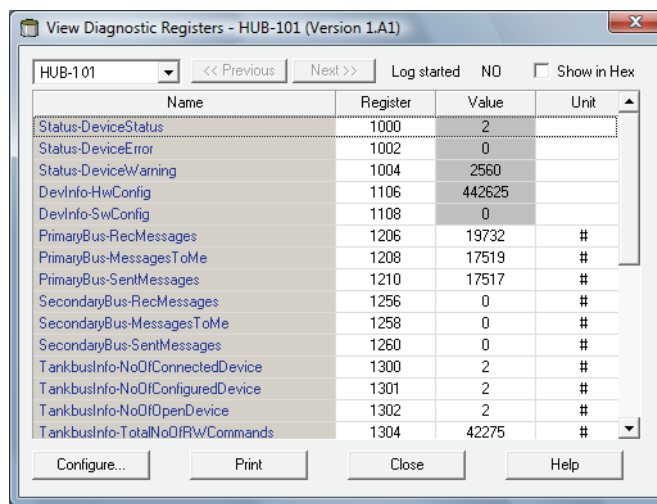 View Diagnostic Registers - HUB-101 (Version 1.A1)
HUB-101 << Previous Next >> Log started NO Show in Hex
Name Register Value Unit
Status-DeviceStatus 1000 2
Status-DeviceError 1002 0
Status-DeviceWarning 1004 2560
DevInfo-HwConfig 1106 442625
DevInfo-SwConfig 1108 0
PrimaryBus-RecMessages 1206 19732 #
PrimaryBus-MessagesToMe 1208 17519 #
PrimaryBus-SentMessages 1210 17517 #
SecondaryBus-RecMessages 1256 0 #
SecondaryBus-MessagesToMe 1258 0 #
SecondaryBus-SentMessages 1260 0 #
TankbusInfo-NoOfConnectedDevice 1300 2 #
TankbusInfo-NoOfConfiguredDevice 1301 2 #
TankbusInfo-NoOfOpenDevice 1302 2 #
TankbusInfo-TotalNoOfRWCommands 1304 42275 #
Configure... Print Close Help